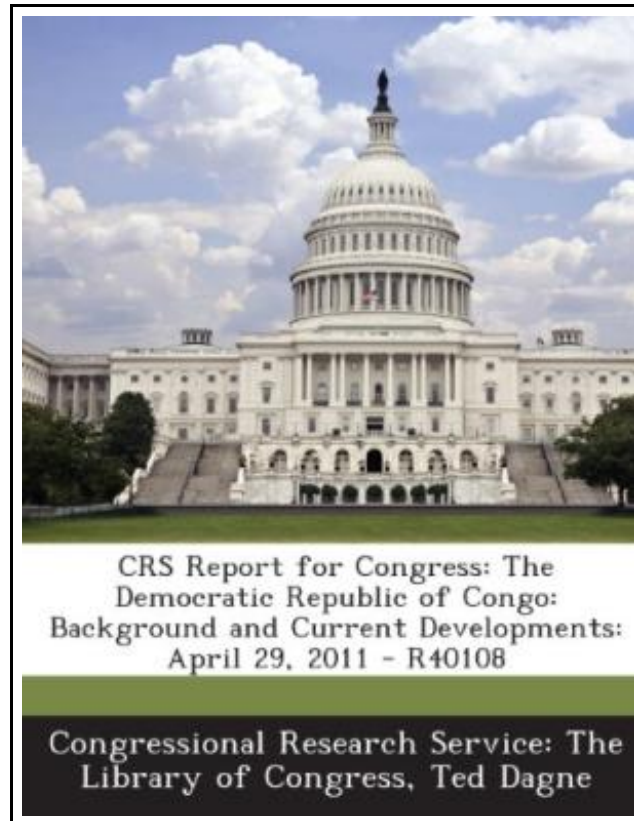 CRS Report for Congress: The
Democratic Republic of Congo:
Background and Current Developments:
April 29, 2011 - R40108
Congressional Research Service: The
Library of Congress, Ted Dagne